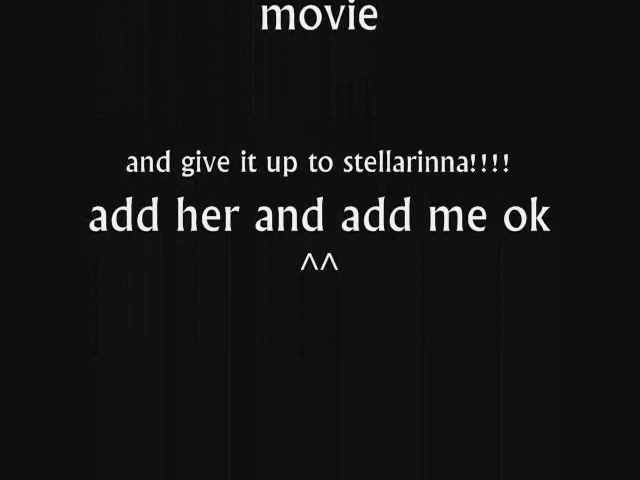 movie
and give it up to stellarinna!!!!
add her and add me ok
^^